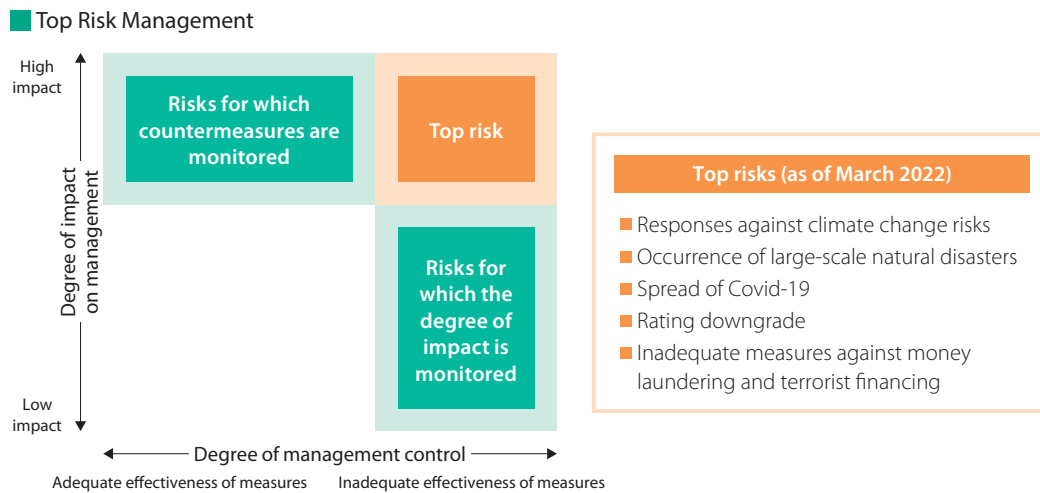 Top Risk Management
High
impact
Degree of impact
on management
Low
impact
Risks for which
countermeasures are
monitored
Top risk
Risks for
which the
degree of
impact is
monitored
Degree of management control
Adequate effectiveness of measures
Inadequate effectiveness of measures
Top risks (as of March 2022)
Responses against climate change risks
Occurrence of large-scale natural disasters
Spread of Covid-19
Rating downgrade
Inadequate measures against money
laundering and terrorist financing